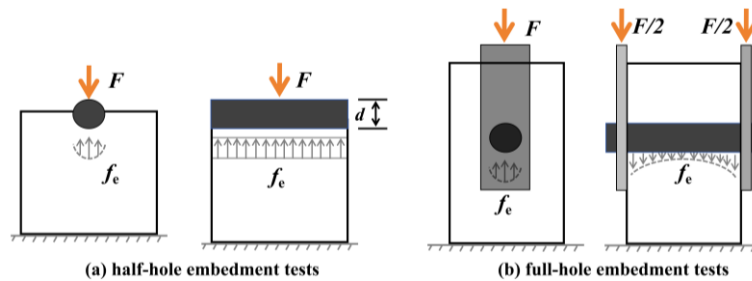 F
F
d
fe
fe
(a) half-hole embedment tests
F
F/2
F/2
fe
fe
(b) full-hole embedment tests